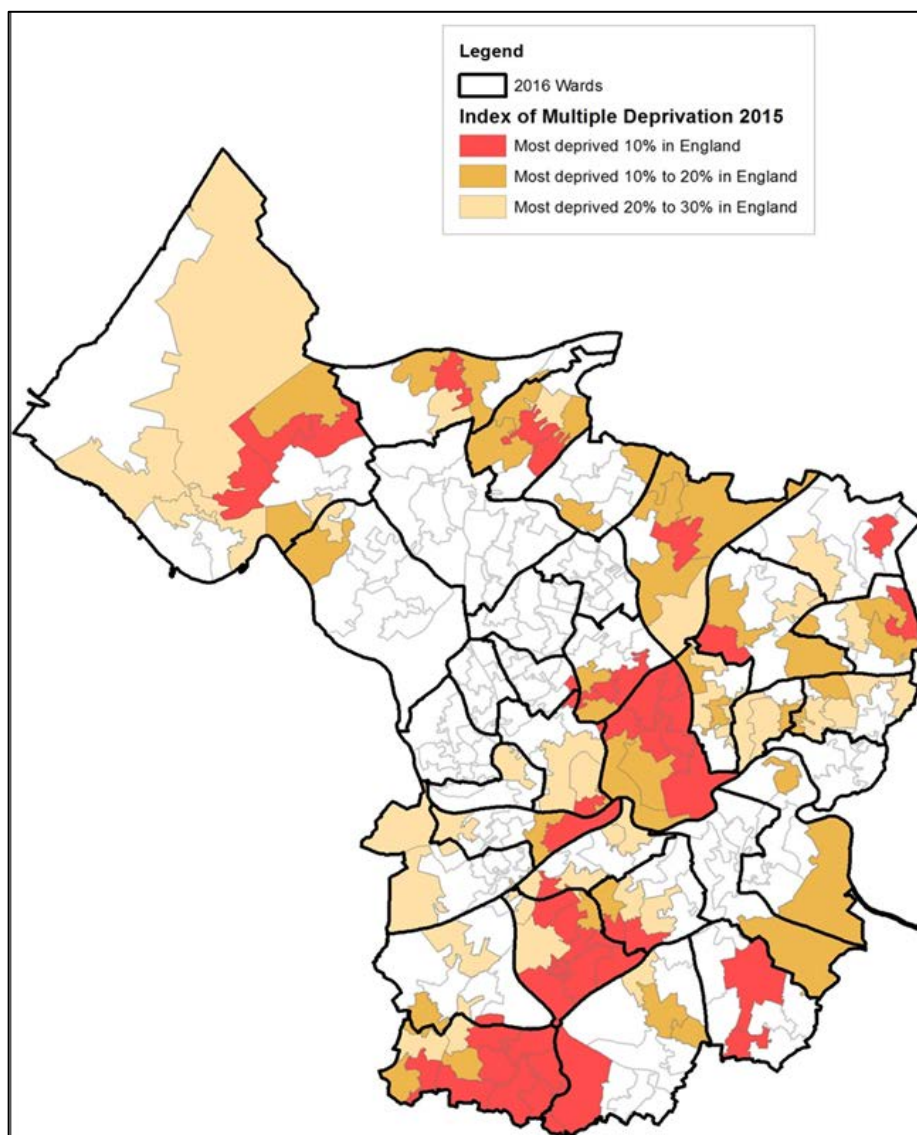 Legend
2016 Wards
Index of Multiple Deprivation 2015
Most deprived 10% in England
Most deprived 10% to 20% in England
Most deprived 20% to 30% in England